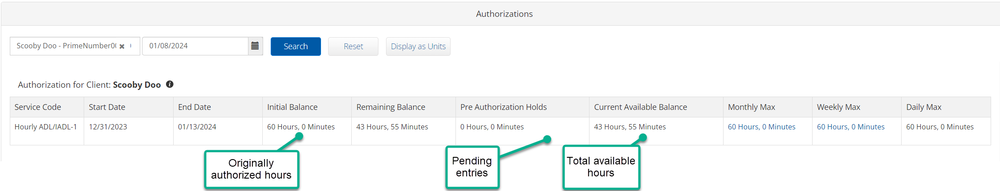 Authorizations
Scooby Doo - PrimeNumber00
01/08/2024
Search
Reset
Display as Units
Authorization for Client: Scooby Doo
Service Code Start Date End Date Initial Balance Remaining Balance Pre Authorization Holds Current Available Balance Monthly Max Weekly Max Daily Max
Hourly ADL/IADL-1 12/31/2023 01/13/2024 60 Hours, 0 Minutes 43 Hours, 55 Minutes 0 Hours, 0 Minutes 43 Hours, 55 Minutes 60 Hours, 0 Minutes 60 Hours, 0 Minutes 60 Hours, 0 Minutes
Originally
authorized hours
Pending
entries
Total available
hours